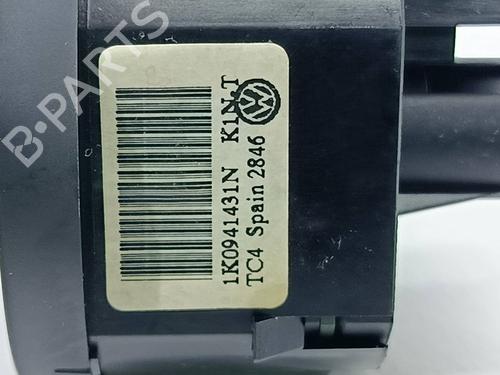 1K0941431N K1N.T
TC4 Spain 2846
B-PARTS